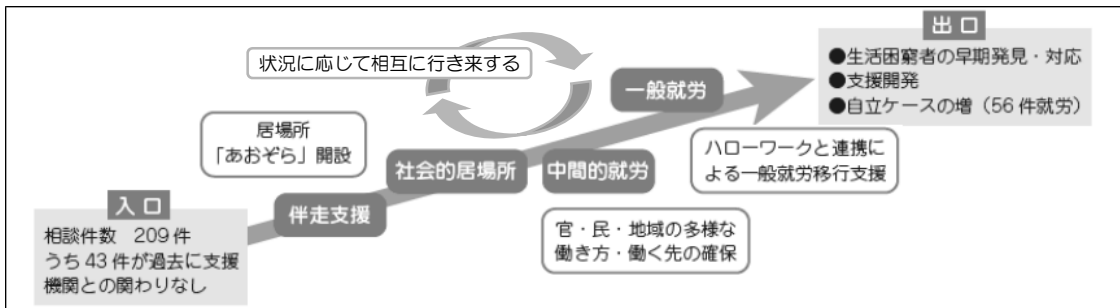 状況に応じて相互に行き来する
出口
●生活困窮者の早期発見・対応
●支援開発
●自立ケースの増（56件就労）
一般就労
居場所
「あおぞら」開設
ハローワークと連携に
よる一般就労移行支援
社会的居場所
中間的就労
入口
相談件数　209件
うち43件が過去に支援
機関との関わりなし
伴走支援
官・民・地域の多様な
働き方・働く先の確保